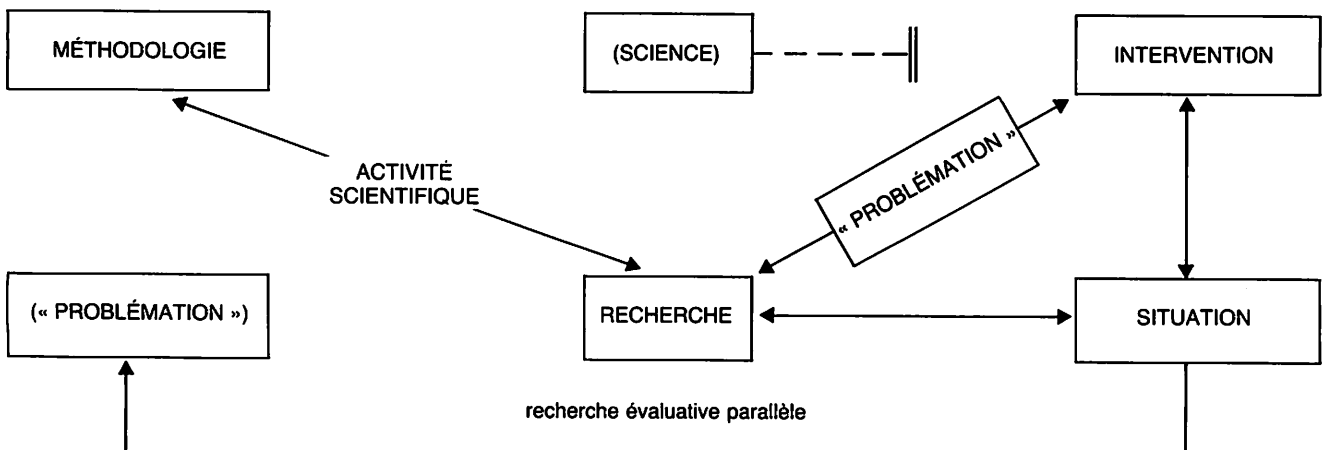 MÉTHODOLOGIE
(SCIENCE)
INTERVENTION
« PROBLÉMATION »
ACTIVITÉ
SCIENTIFIQUE
(« PROBLÉMATION »)
RECHERCHE
SITUATION
recherche évaluative parallèle